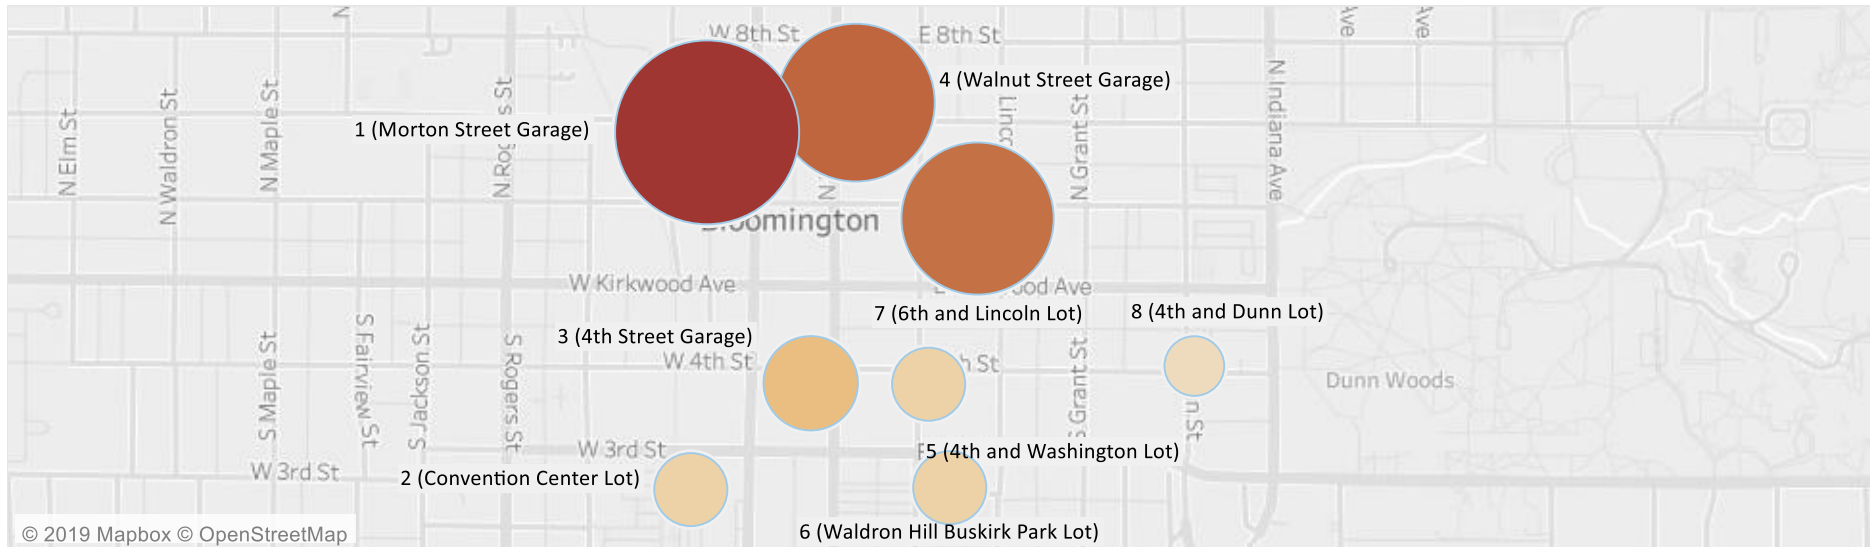 N
W 8th St
E 8th St
Ave
Ave
4 (Walnut Street Garage)
1 (Morton Street Garage)
N Elm St
N Waldron St
N Maple St
N Grant St
N Indiana Ave
N
W Kirkwood Ave
7 (6th and Lincoln Lot)
8 (4th and Dunn Lot)
3 (4th Street Garage)
W 4th St
Dunn Woods
S Maple St
S Fairview St
S Jackson St
S Rogers St
S Grant St
W 3rd St
5 (4th and Washington Lot)
W 3rd St
2 (Convention Center Lot)
6 (Waldron Hill Buskirk Park Lot)
© 2019 Mapbox © OpenStreetMap